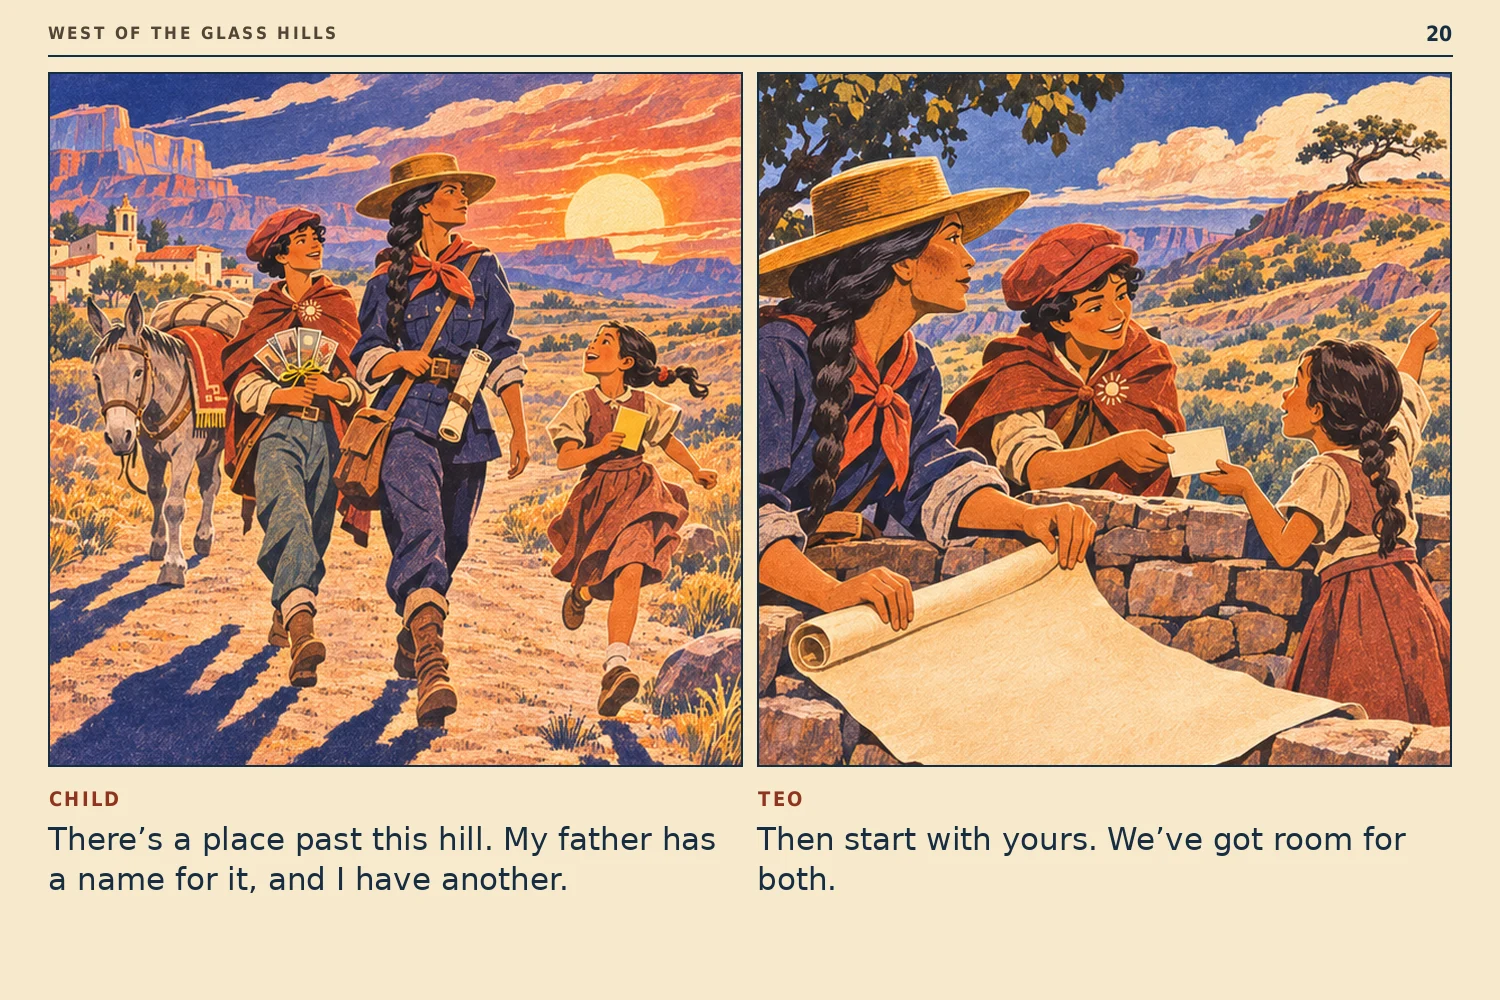 WEST OF THE GLASS HILLS
20
CHILD
There’s a place past this hill. My father has
a name for it, and I have another.
TEO
Then start with yours. We’ve got room for
both.